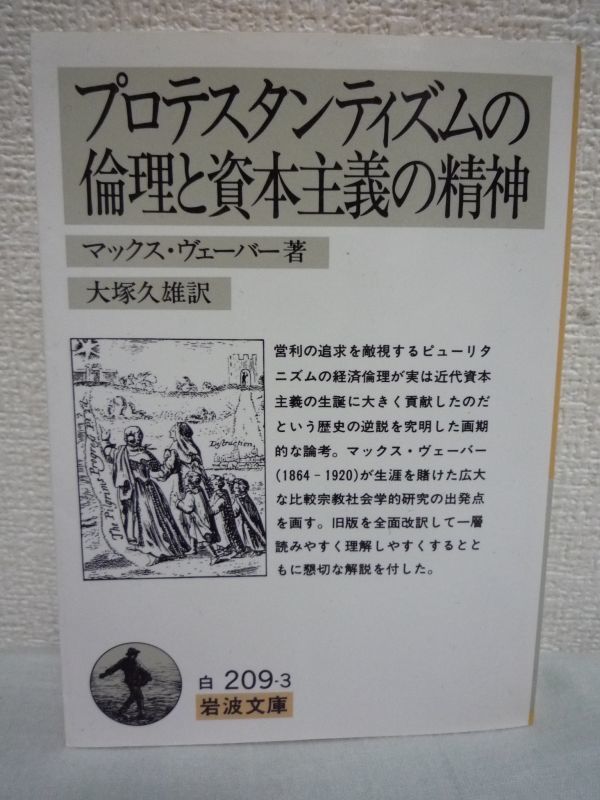 プロテスタンティズムの
倫理と資本主義の精神
マックス・ヴェーバー著
大塚久雄訳
営利の追求を敵視するピューリタ
ニズムの経済倫理が実は近代資本
主義の生誕に大きく貢献したのだ
という歴史の逆説を究明した画期
的な論考。マックス・ヴェーバー
(1864‐1920)が生涯を賭けた広大
な比較宗教社会学的研究の出発点
を画す。旧版を全面改訳して一層
読みやすく理解しやすくするとと
もに懇切な解説を付した。
Destruction
The Pilgrims Progress
白 209-3
岩波文庫